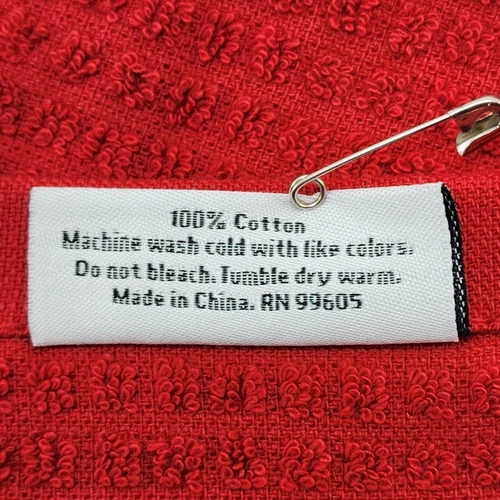 100% Cotton
Machine wash cold with like colors.
Do not bleach. Tumble dry warm.
Made in China. RN 99605